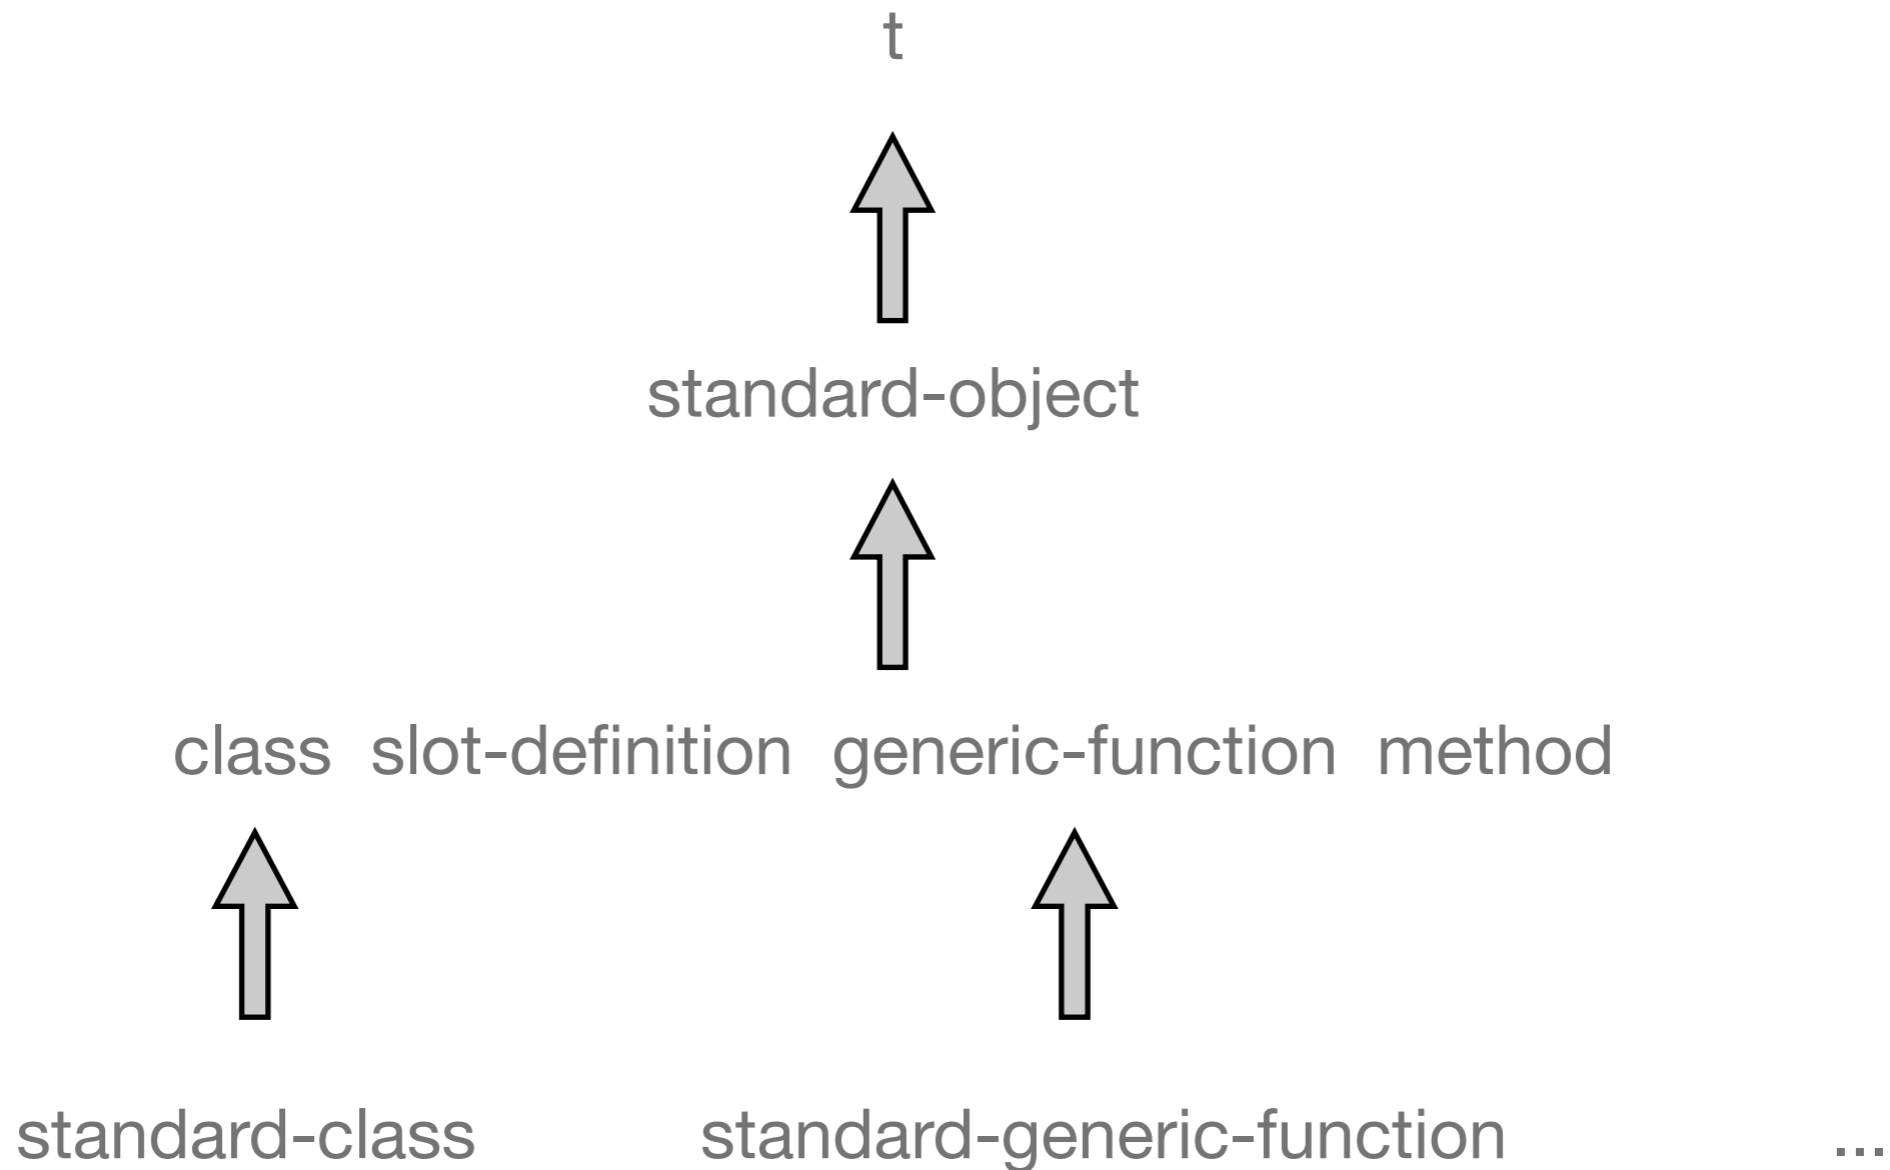 t
standard-object
class slot-definition generic-function method
standard-class standard-generic-function ...